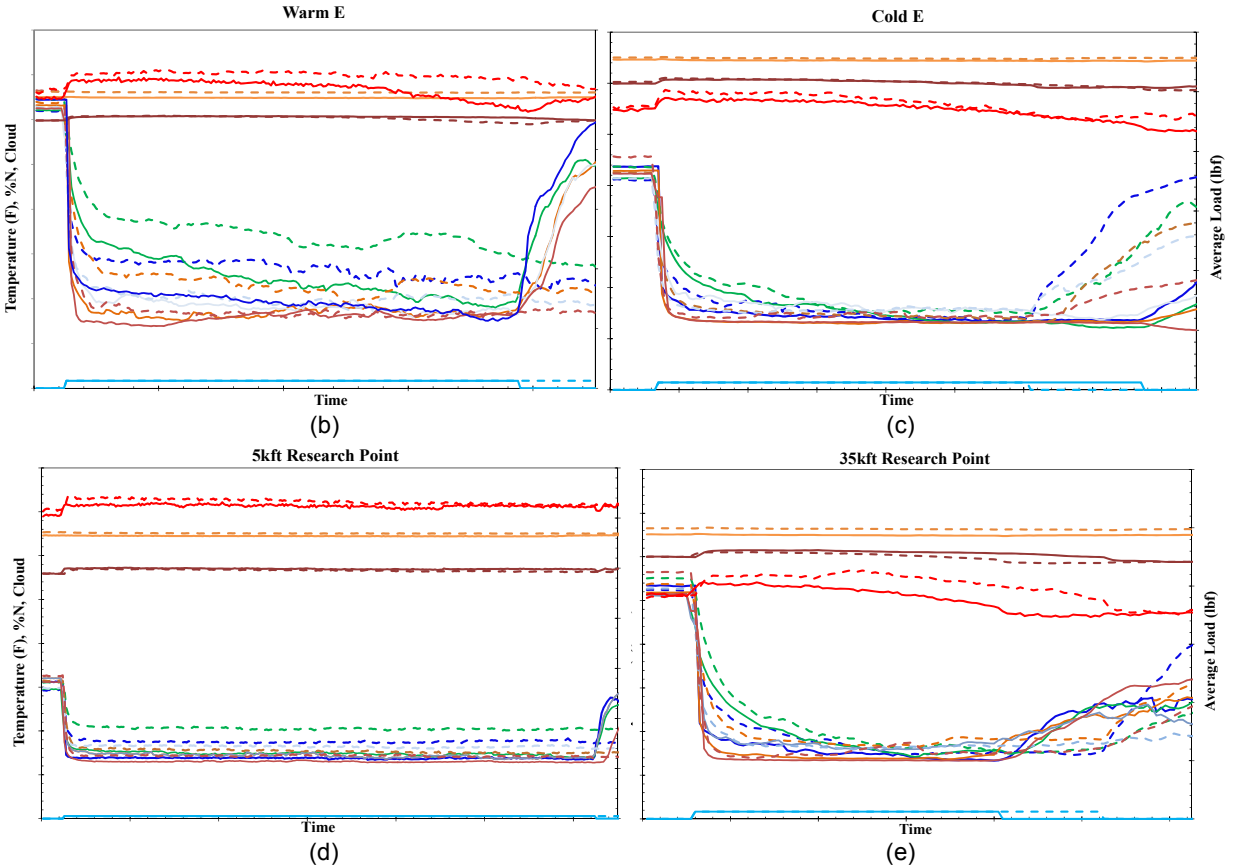 Warm E
Cold E
Temperature (F), %N, Cloud
Average Load (lbf)
Time
Time
(b)
(c)
5kft Research Point
35kft Research Point
Temperature (F), %N, Cloud
Average Load (lbf)
Time
Time
(d)
(e)